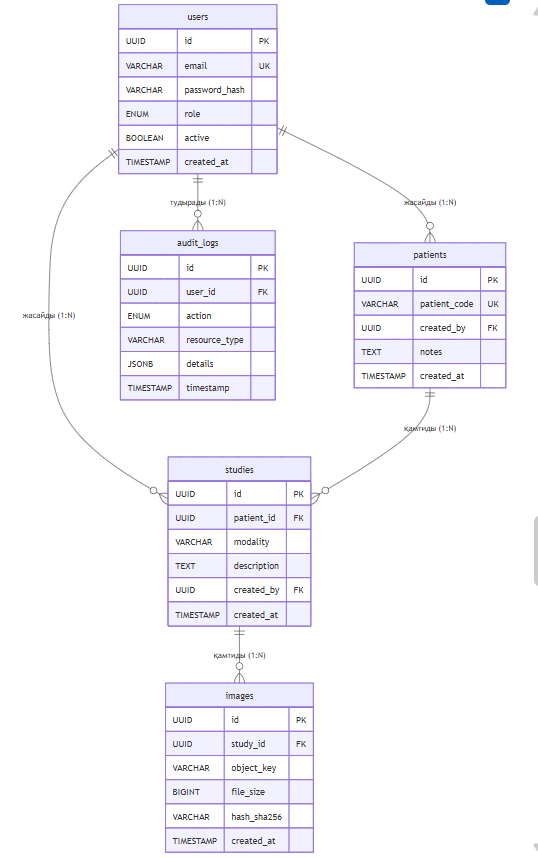 users
UUID id PK
VARCHAR email UK
VARCHAR password_hash
ENUM role
BOOLEAN active
TIMESTAMP created_at
тудырады (1:N)
жасайды (1:N)
audit_logs
UUID id PK
UUID user_id FK
ENUM action
VARCHAR resource_type
JSONB details
TIMESTAMP timestamp
patients
UUID id PK
VARCHAR patient_code UK
UUID created_by FK
TEXT notes
TIMESTAMP created_at
жасайды (1:N)
қамтиды (1:N)
studies
UUID id PK
UUID patient_id FK
VARCHAR modality
TEXT description
UUID created_by FK
TIMESTAMP created_at
қамтиды (1:N)
images
UUID id PK
UUID study_id FK
VARCHAR object_key
BIGINT file_size
VARCHAR hash_sha256
TIMESTAMP created_at